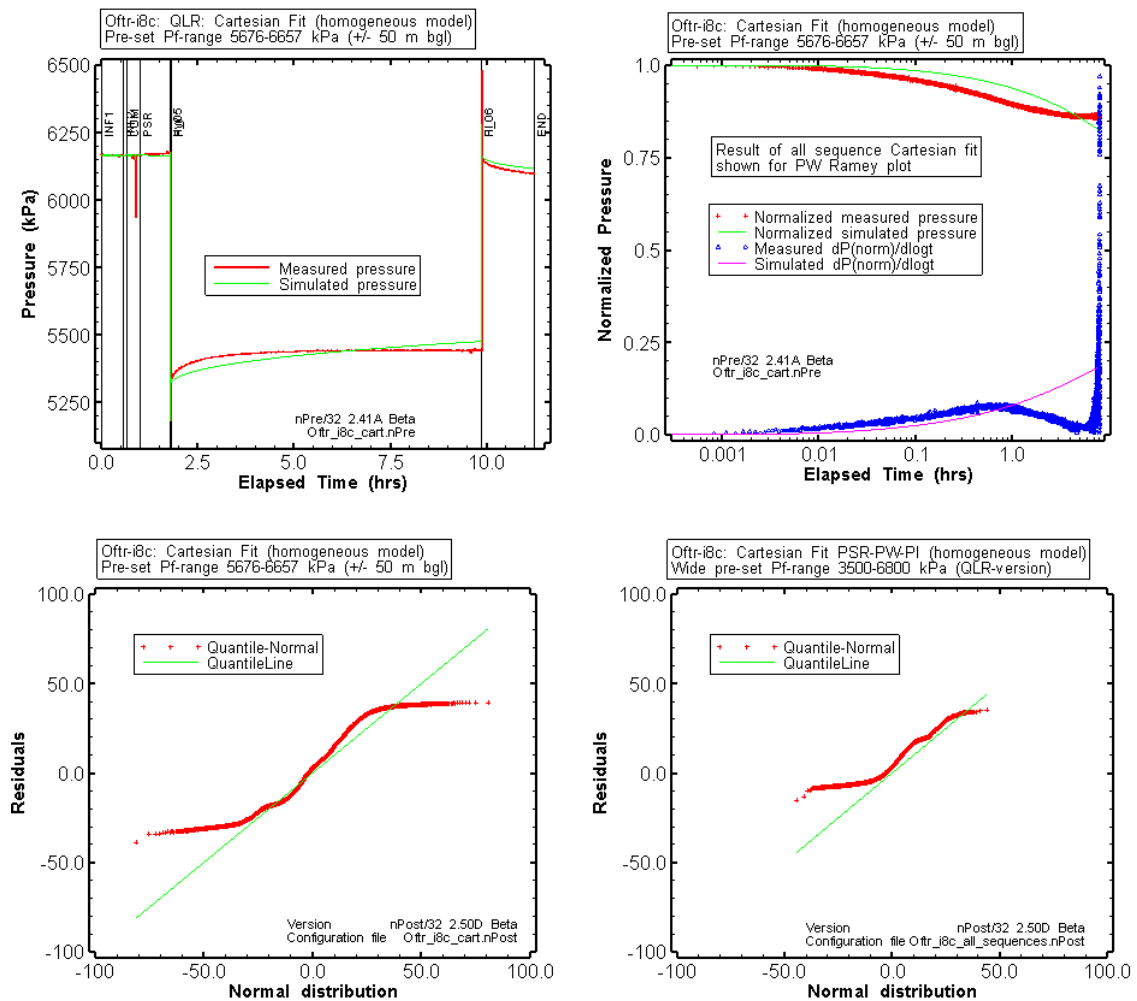 Oftr-i8c: QLR: Cartesian Fit (homogeneous model)
Pre-set Pf-range 5676-6657 kPa (+/- 50 m bgl)
6500
6250
6000
5750
5500
5250
Pressure (kPa)
INF1
COM
PSR
END
Measured pressure
Simulated pressure
nPre/32 2.41A Beta
Oftr_i8c_cart.nPre
0.0 2.5 5.0 7.5 10.0
Elapsed Time (hrs)
Oftr-i8c: Cartesian Fit (homogeneous model)
Pre-set Pf-range 5676-6657 kPa (+/- 50 m bgl)
1.0
0.75
0.50
0.25
0.0
Normalized Pressure
Result of all sequence Cartesian fit
shown for PW Ramey plot
Normalized measured pressure
Normalized simulated pressure
Measured dP(norm)/dlogt
Simulated dP(norm)/dlogt
nPre/32 2.41A Beta
Oftr_i8c_cart.nPre
0.001 0.01 0.1 1.0
Elapsed Time (hrs)
Oftr-i8c: Cartesian Fit (homogeneous model)
Pre-set Pf-range 5676-6657 kPa (+/- 50 m bgl)
100.0
50.0
0.0
-50.0
-100
Residuals
Quantile-Normal
QuantileLine
Version nPost/32 2.50D Beta
Configuration file Oftr_i8c_cart.nPost
-100 -50.0 0.0 50.0 100.0
Normal distribution
Oftr-i8c: Cartesian Fit PSR-PW-PI (homogeneous model)
Wide pre-set Pf-range 3500-6800 kPa (QLR-version)
100.0
50.0
0.0
-50.0
-100
Residuals
Quantile-Normal
QuantileLine
Version nPost/32 2.50D Beta
Configuration file Oftr_i8c_all_sequences.nPost
-100 -50.0 0.0 50.0 100.0
Normal distribution